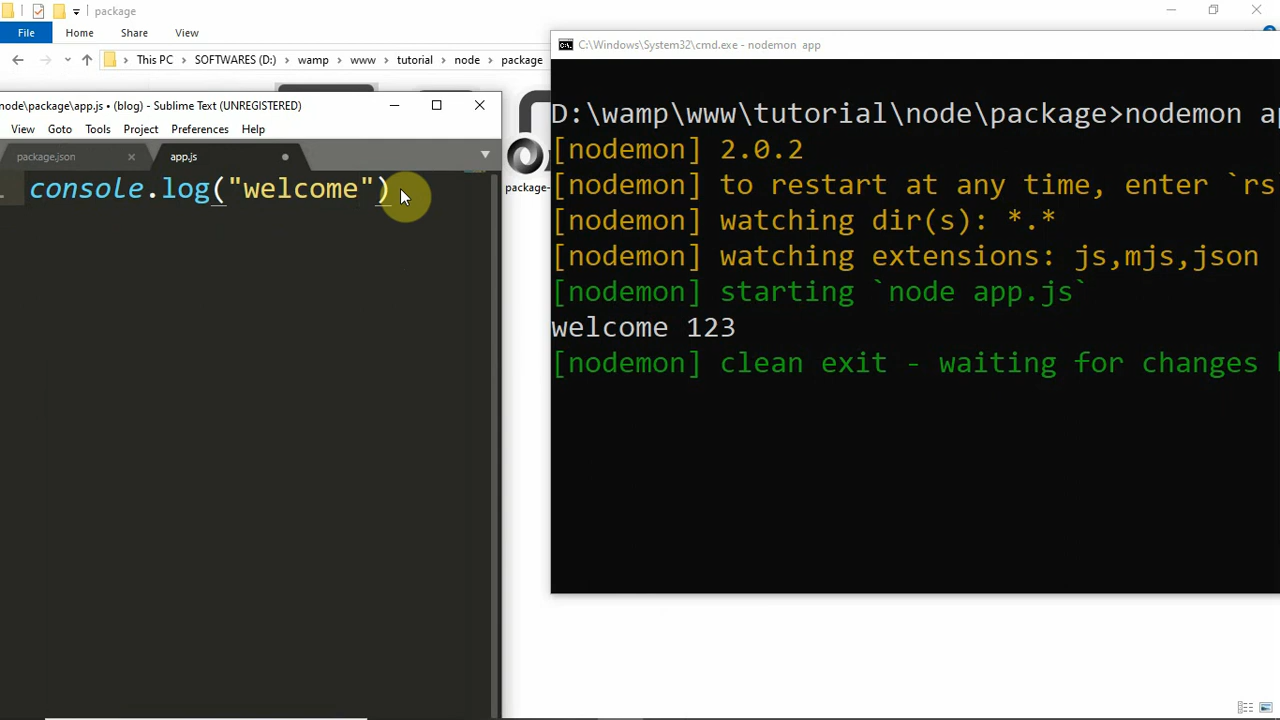 package
File Home Share View
This PC SOFTWARES (D:) wamp www tutorial node package
C:\Windows\System32\cmd.exe - nodemon app
node\package\app.js • (blog) - Sublime Text (UNREGISTERED)
View Goto Tools Project Preferences Help
package.json app.js
console.log("welcome")
package-
D:\wamp\www\tutorial\node\package>nodemon ap
[nodemon] 2.0.2
[nodemon] to restart at any time, enter `rs
[nodemon] watching dir(s): *.*
[nodemon] watching extensions: js,mjs,json
[nodemon] starting `node app.js`
welcome 123
[nodemon] clean exit - waiting for changes